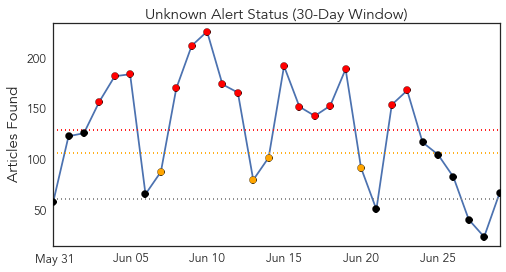 Unknown Alert Status (30-Day Window)
Articles Found
200
150
100
50
May 31
Jun 05
Jun 10
Jun 15
Jun 20
Jun 25